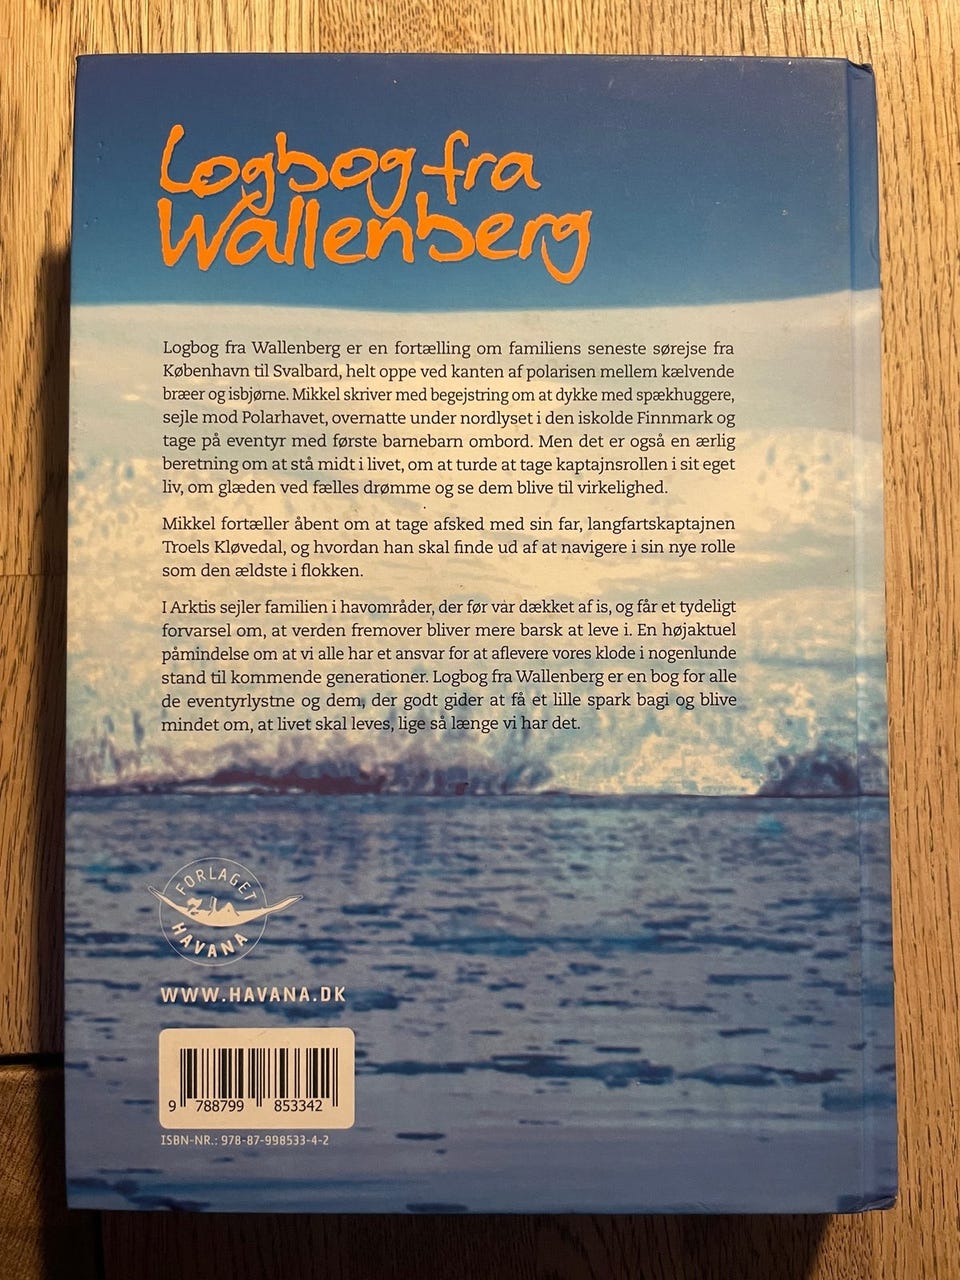 Logbog fra
Wallenberg
Logbog fra Wallenberg er en fortælling om familiens seneste sørejse fra
København til Svalbard, helt oppe ved kanten af polarisen mellem kælvende
bræer og isbjørne. Mikkel skriver med begejstring om at dykke med spækhuggere,
sejle mod Polarhavet, overnatte under nordlyset i den iskolde Finnmark og
tage på eventyr med første barnebarn ombord. Men det er også en ærlig
beretning om at stå midt i livet, om at turde at tage kaptajnsrollen i sit eget
liv, om glæden ved fælles drømme og se dem blive til virkelighed.
Mikkel fortæller åbent om at tage afsked med sin far, langfartskaptajnen
Troels Kløvedal, og hvordan han skal finde ud af at navigere i sin nye rolle
som den ældste i flokken.
I Arktis sejler familien i havområder, der før var dækket af is, og får et tydeligt
forvarsel om, at verden fremover bliver mere barsk at leve i. En højaktuel
påmindelse om at vi alle har et ansvar for at aflevere vores klode i nogenlunde
stand til kommende generationer. Logbog fra Wallenberg er en bog for alle
de eventyrlystne og dem, der godt gider at få et lille spark bagi og blive
mindet om, at livet skal leves, lige så længe vi har det.
FORLAGET
HAVANA
WWW.HAVANA.DK
9 788799 853342
ISBN-NR.: 978-87-998533-4-2